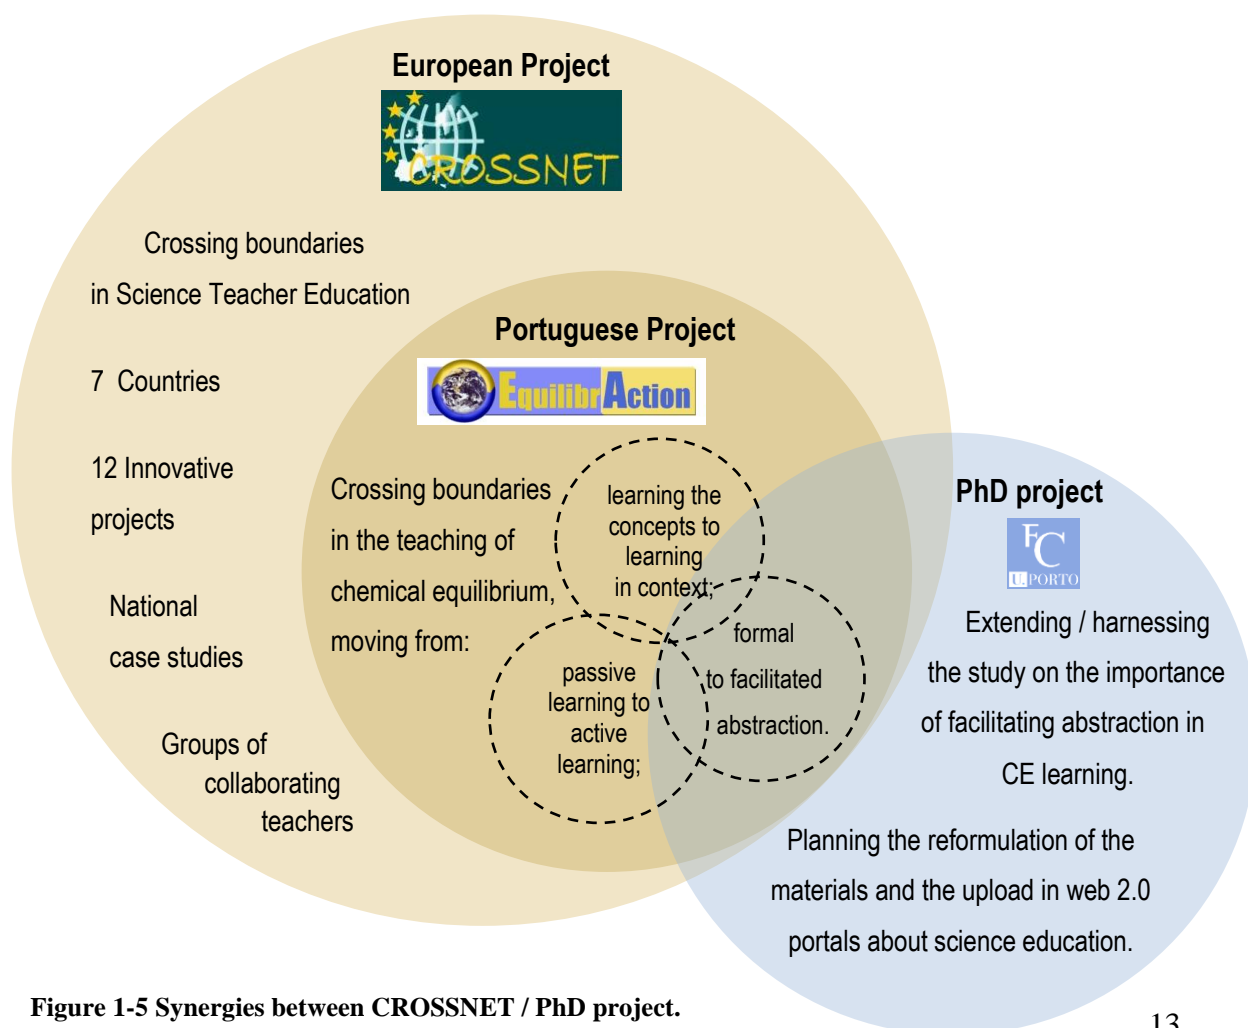 European Project
CROSSNET
Crossing boundaries
in Science Teacher Education
7 Countries
12 Innovative
projects
National
case studies
Groups of
collaborating
teachers
Portuguese Project
EquilibrAction
Crossing boundaries
in the teaching of
chemical equilibrium,
moving from:
learning the
concepts to
learning
in context;
passive
learning to
active
learning;
formal
to facilitated
abstraction.
PhD project
FC
U. PORTO
Extending / harnessing
the study on the importance
of facilitating abstraction in
CE learning.
Planning the reformulation of the
materials and the upload in web 2.0
portals about science education.
Figure 1-5 Synergies between CROSSNET / PhD project.
13